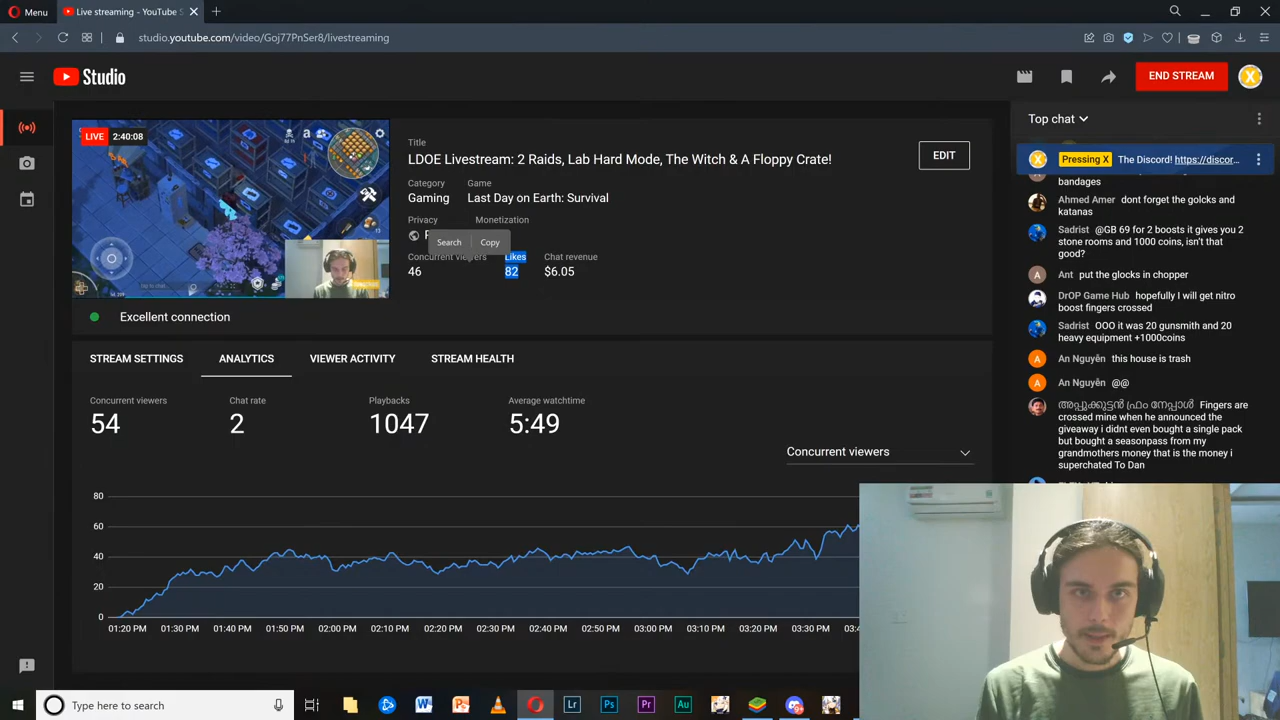 Menu
Live streaming - YouTube S
studio.youtube.com/video/Goj77PnSer8/livestreaming
Studio
END STREAM
LIVE 2:40:08
Title
LDOE Livestream: 2 Raids, Lab Hard Mode, The Witch & A Floppy Crate!
EDIT
Category
Game
Gaming
Last Day on Earth: Survival
Privacy
Monetization
Search
Copy
Concurrent viewers
Likes
Chat revenue
46
82
$6.05
Excellent connection
STREAM SETTINGS
ANALYTICS
VIEWER ACTIVITY
STREAM HEALTH
Concurrent viewers
Chat rate
Playbacks
Average watchtime
54
2
1047
5:49
Concurrent viewers
80
60
40
20
0
01:20 PM 01:30 PM 01:40 PM 01:50 PM 02:00 PM 02:10 PM 02:20 PM 02:30 PM 02:40 PM 02:50 PM 03:00 PM 03:10 PM 03:20 PM 03:30 PM 03:4
Top chat
Pressing X The Discord! https://discor...
bandages
Ahmed Amer dont forget the golcks and
katanas
Sadrist @GB 69 for 2 boosts it gives you 2
stone rooms and 1000 coins, isn't that
good?
Ant put the glocks in chopper
DrOP Game Hub hopefully I will get nitro
boost fingers crossed
Sadrist OOO it was 20 gunsmith and 20
heavy equipment +1000coins
An Nguyễn this house is trash
An Nguyễn @@
അപ്പുക്കുട്ടൻ ഫ്രം നേപ്പാൾ Fingers are
crossed mine when he announced the
giveaway i didnt even bought a single pack
but bought a seasonpass from my
grandmothers money that is the money i
superchated To Dan
Type here to search